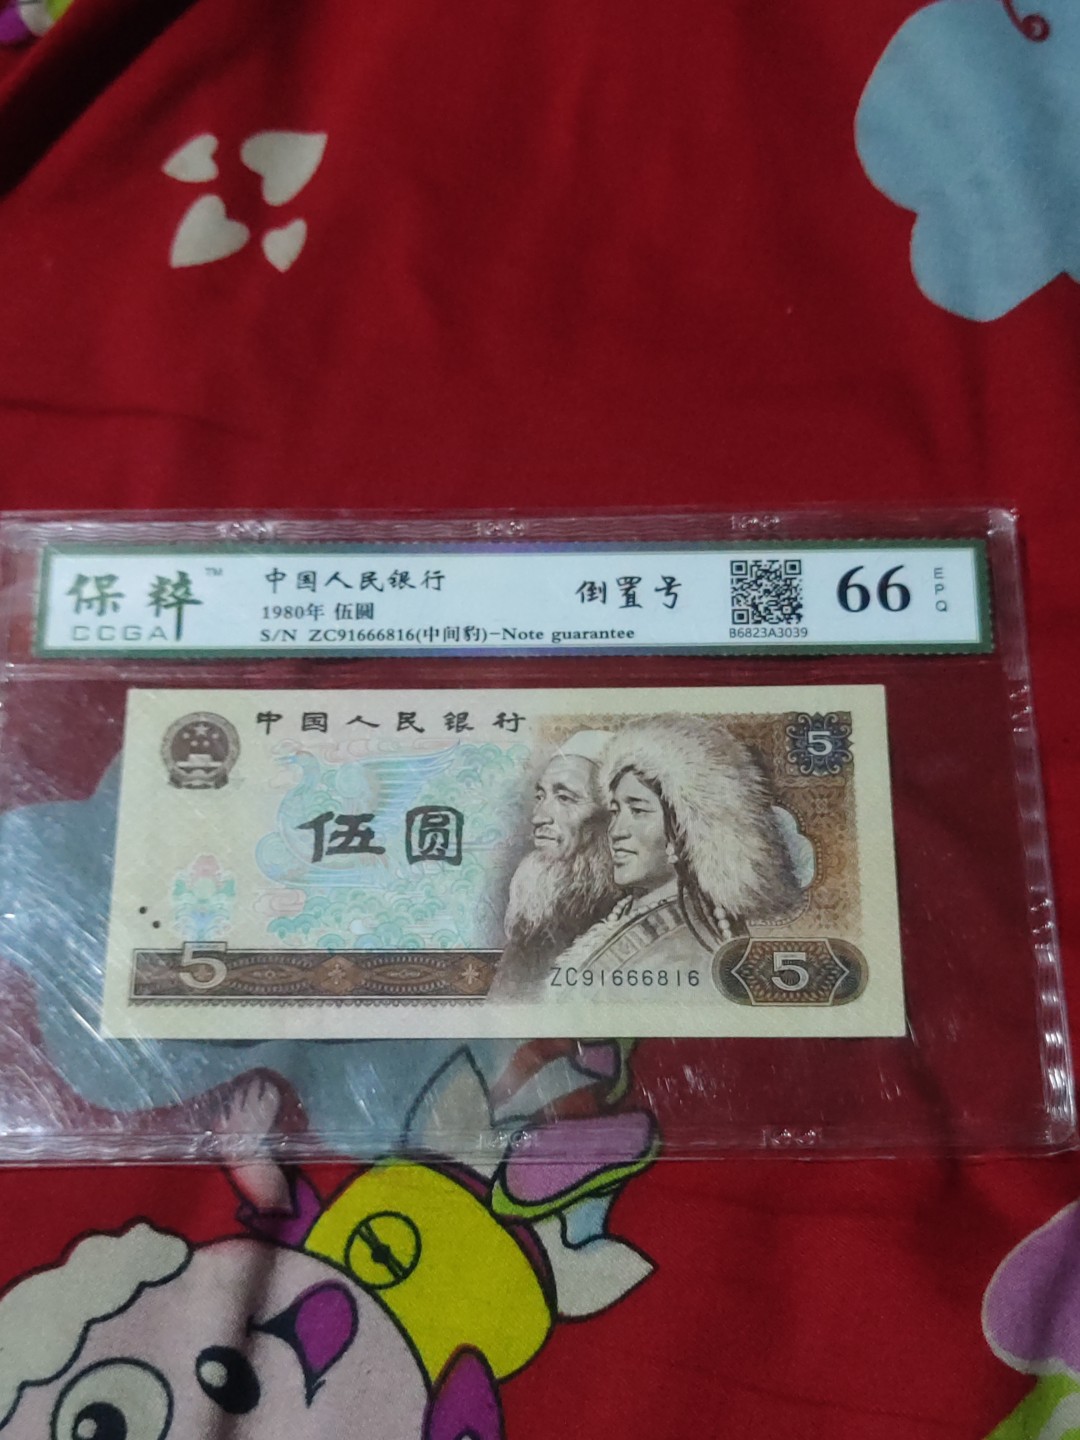 保粹™
CCGA
中国人民银行
1980年 伍圆
S/N ZC91666816(中间豹)-Note guarantee
倒置号
B6823A3039
66
EPQ
中国人民银行
5
伍圆
5
ZC91666816
5